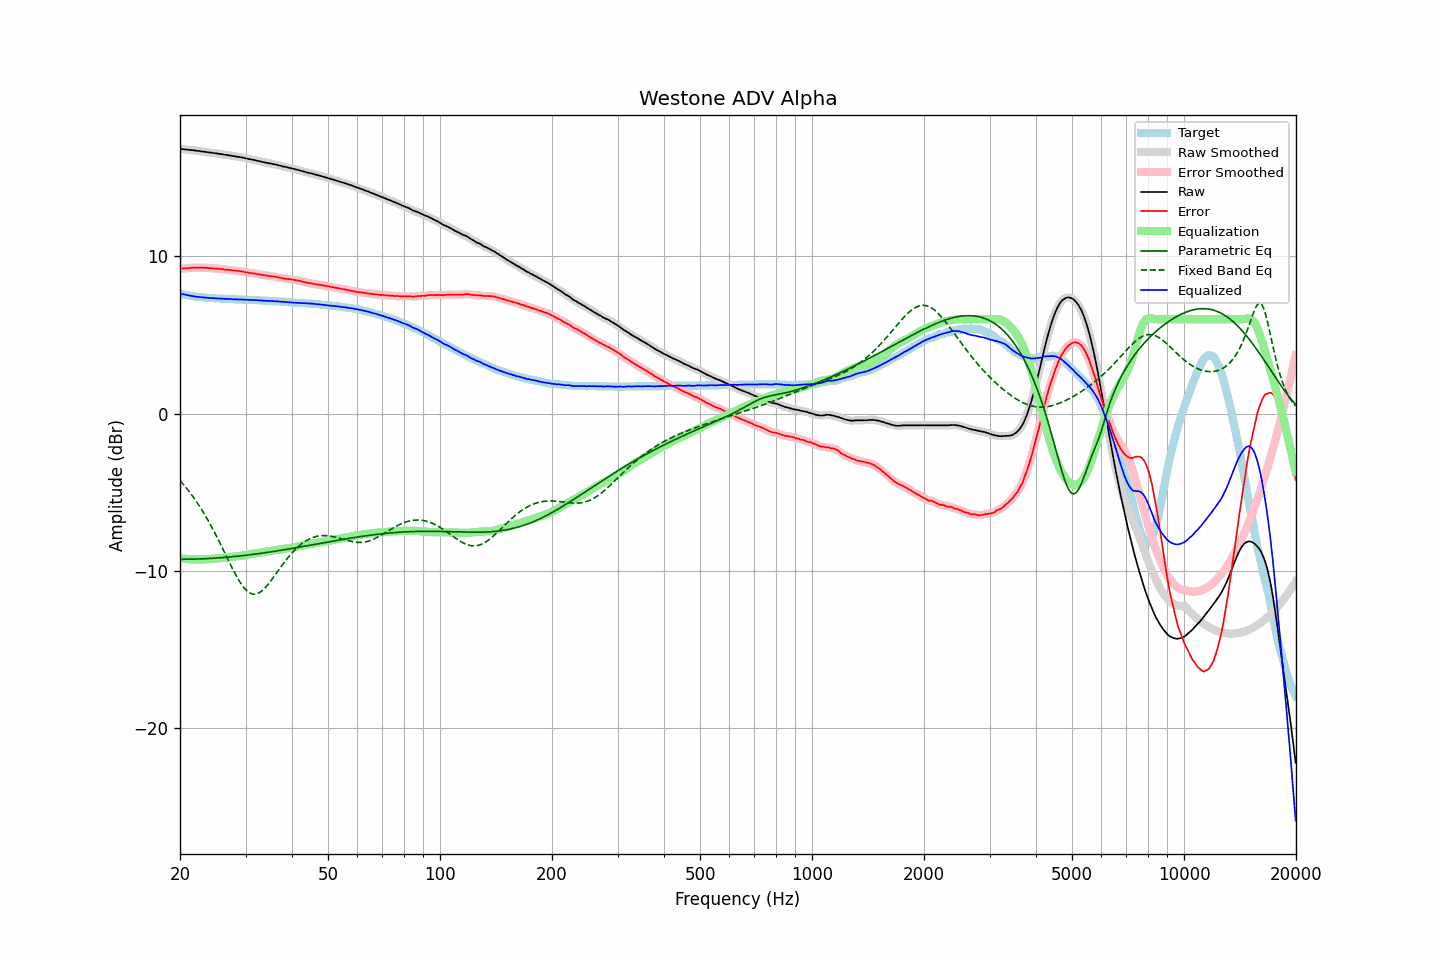 Westone ADV Alpha
Target
Raw Smoothed
Error Smoothed
Raw
Error
Equalization
Parametric Eq
Fixed Band Eq
Equalized
10
0
−10
−20
Amplitude (dBr)
20 50 100 200 500 1000 2000 5000 10000 20000
Frequency (Hz)